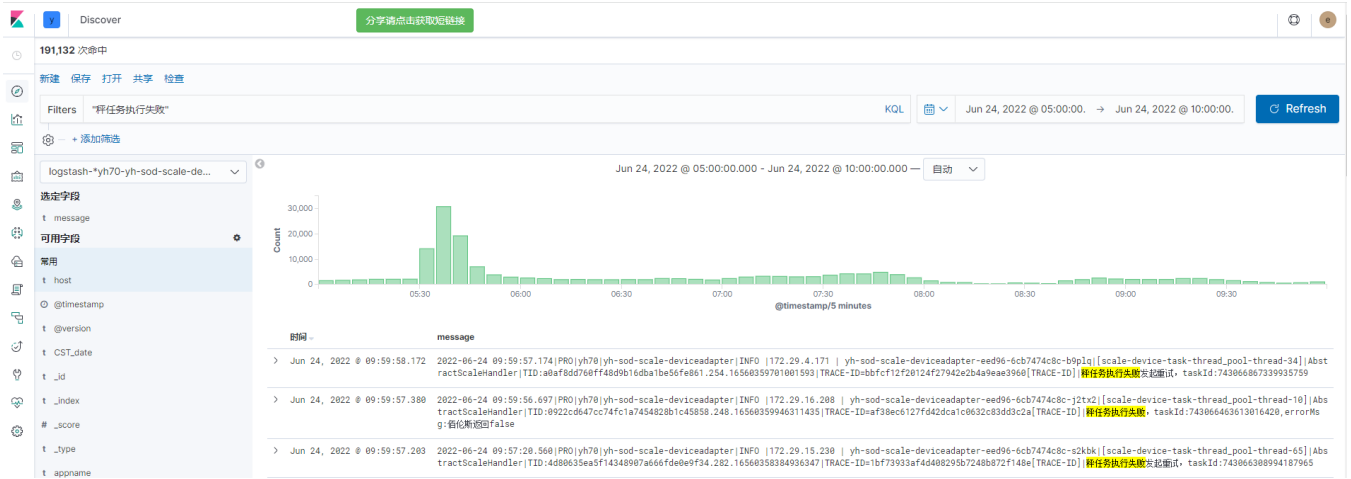 y Discover 分享请点击获取短链接 e
191,132 次命中
新建 保存 打开 共享 检查
Filters "秤任务执行失败" KQL Jun 24, 2022 @ 05:00:00. → Jun 24, 2022 @ 10:00:00. Refresh
+ 添加筛选
logstash-*yh70-yh-sod-scale-de...
Jun 24, 2022 @ 05:00:00.000 - Jun 24, 2022 @ 10:00:00.000 — 自动
选定字段
t message
可用字段
常用
t host
@timestamp
t @version
t CST_date
t _id
t _index
# _score
t _type
t appname
Count
30,000
20,000
10,000
0
05:30 06:00 06:30 07:00 07:30 08:00 08:30 09:00 09:30
@timestamp/5 minutes
时间 message
Jun 24, 2022 @ 09:59:58.172 2022-06-24 09:59:57.174|PRO|yh70|yh-sod-scale-deviceadapter|INFO |172.29.4.171 | yh-sod-scale-deviceadapter-eed96-6cb7474c8c-b9plq|[scale-device-task-thread_pool-thread-34]|Abst
ractScaleHandler|TID:a0af8dd760ff48d9b16dba1be56fe861.254.16560359701001593|TRACE-ID=bbfcf12f20124f27942e2b4a9eae3960[TRACE-ID]|秤任务执行失败发起重试，taskId:743066867339935759
Jun 24, 2022 @ 09:59:57.380 2022-06-24 09:59:56.697|PRO|yh70|yh-sod-scale-deviceadapter|INFO |172.29.16.208 | yh-sod-scale-deviceadapter-eed96-6cb7474c8c-j2tx2|[scale-device-task-thread_pool-thread-10]|Abs
tractScaleHandler|TID:0922cd647cc74fc1a7454828b1c45858.248.16560359946311435|TRACE-ID=af38ec6127fd42dca1c0632c83dd3c2a[TRACE-ID]|秤任务执行失败，taskId:743066463613016420,errorMs
g:佰伦斯返回false
Jun 24, 2022 @ 09:59:57.203 2022-06-24 09:57:20.560|PRO|yh70|yh-sod-scale-deviceadapter|INFO |172.29.15.230 | yh-sod-scale-deviceadapter-eed96-6cb7474c8c-s2kbk|[scale-device-task-thread_pool-thread-65]|Abs
tractScaleHandler|TID:4d80635ea5f14348907a666fde0e9f34.282.16560358384936347|TRACE-ID=1bf73933af4d408295b7248b872f148e[TRACE-ID]|秤任务执行失败发起重试，taskId:743066308994187965